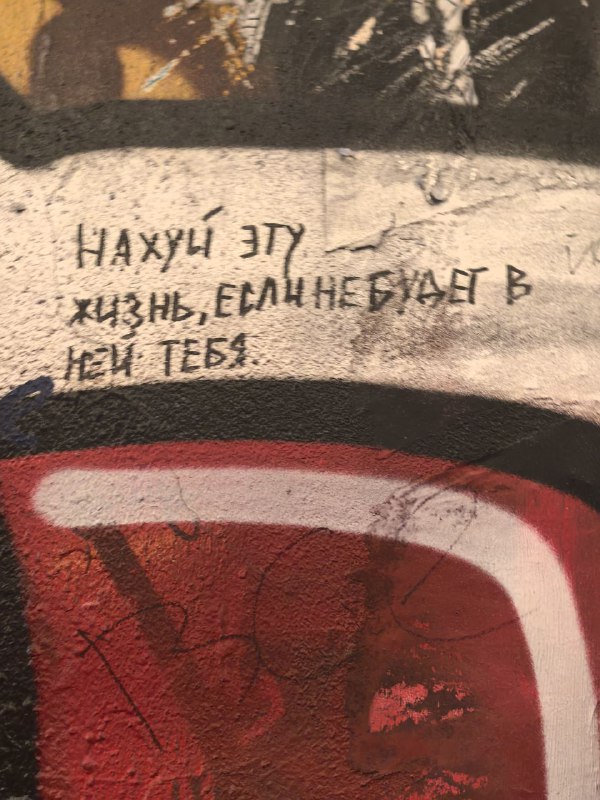 НАХУЙ ЭТУ
ЖИЗНЬ, ЕСЛИ НЕ БУДЕТ В
НЕЙ ТЕБЯ.